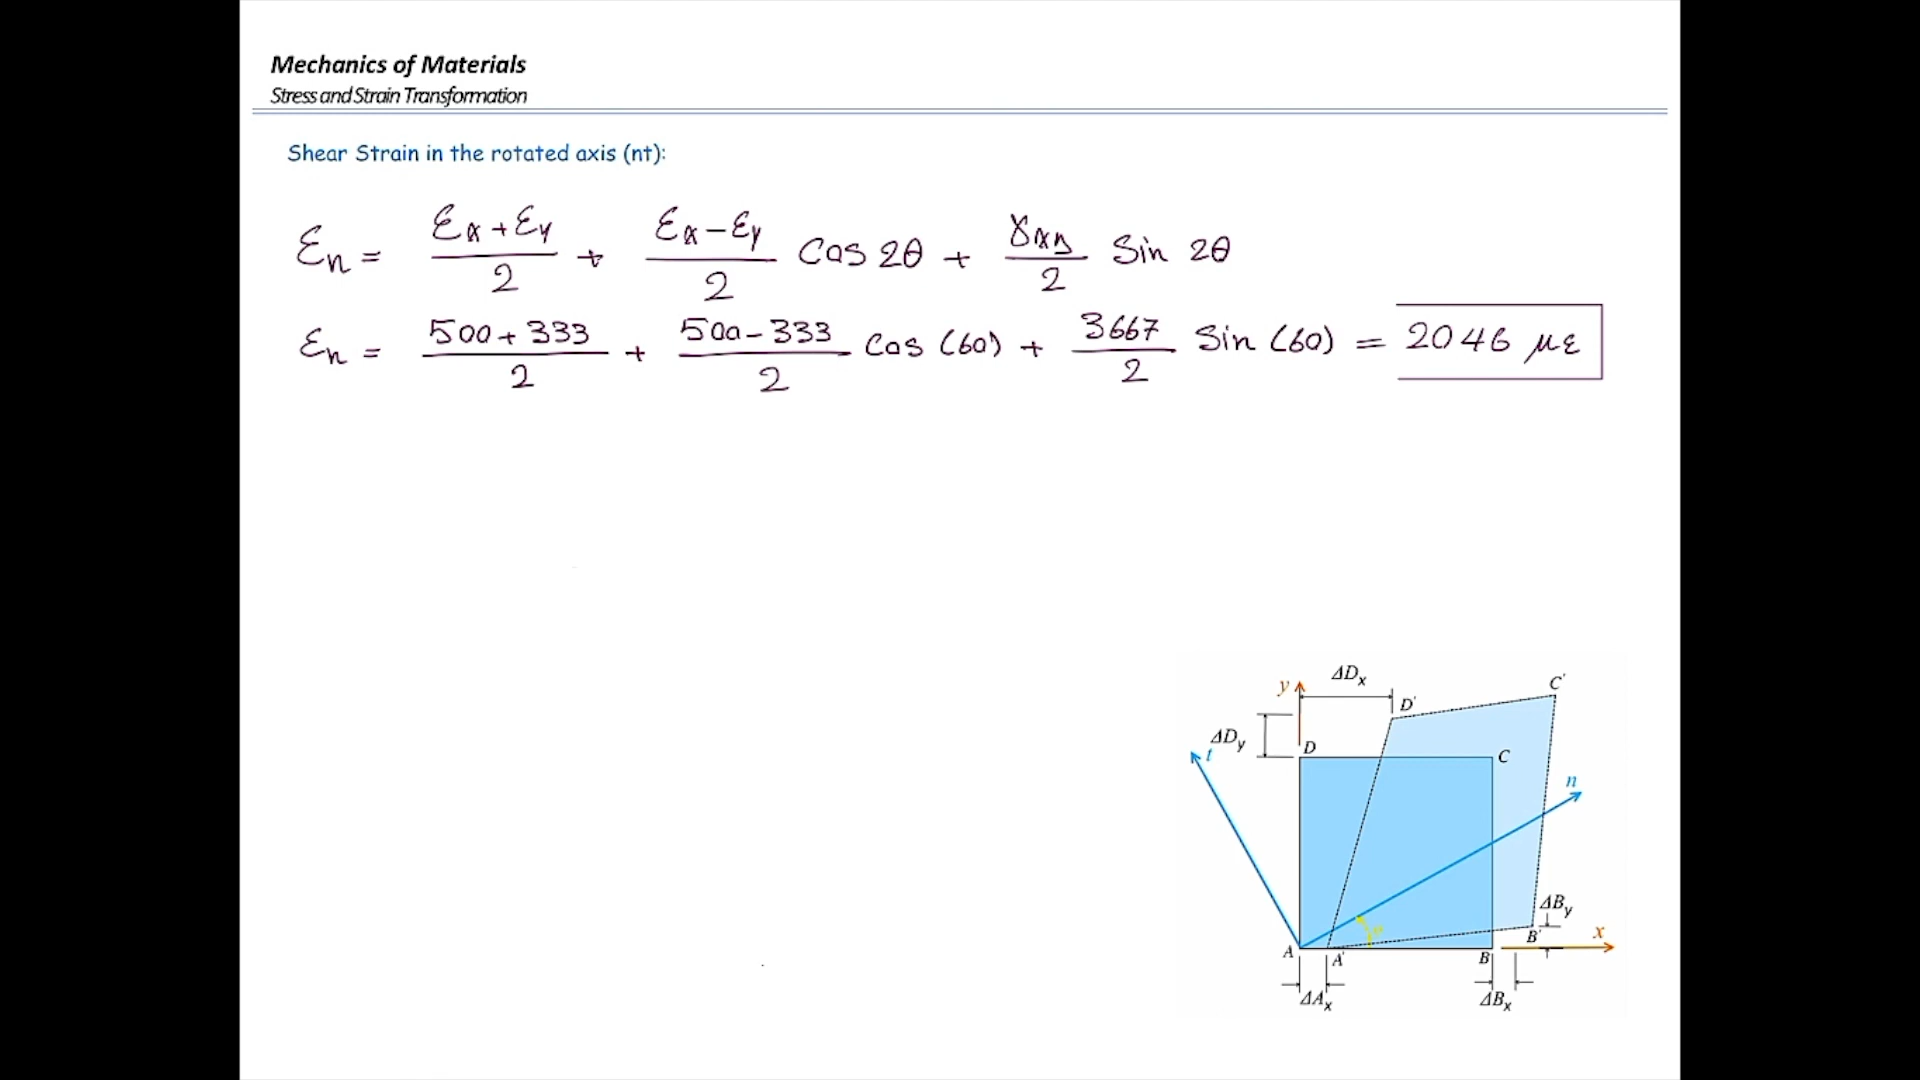 Mechanics of Materials
Stress and Strain Transformation
Shear Strain in the rotated axis (nt):
εn = (εx + εy)/2 + (εx − εy)/2 cos 2θ + γxy/2 sin 2θ
εn = (500 + 333)/2 + (500 − 333)/2 cos (60) + 3667/2 sin (60) = 2046 με
ΔDx
y
D'
C'
ΔDy
t
D
C
n
ΔBy
B'
x
A
A'
B
ΔAx
ΔBx